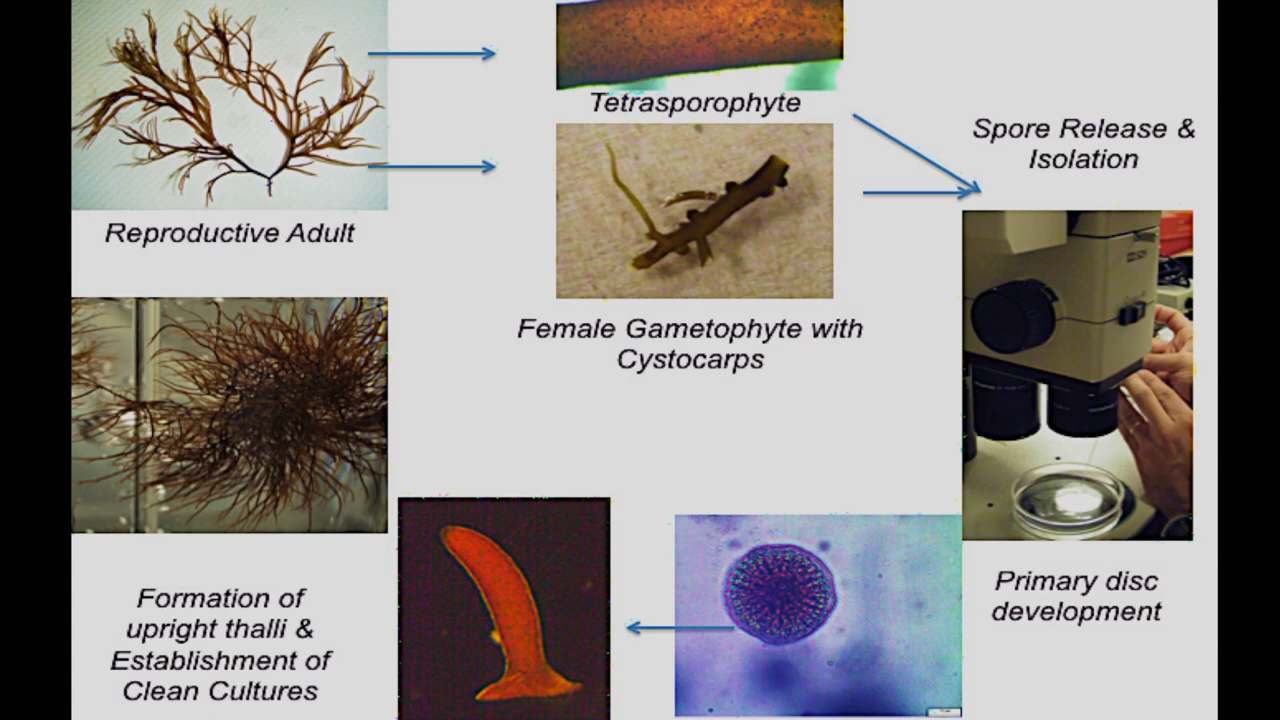 Tetrasporophyte
Spore Release &
Isolation
Reproductive Adult
Female Gametophyte with
Cystocarps
Primary disc
development
Formation of
upright thalli &
Establishment of
Clean Cultures